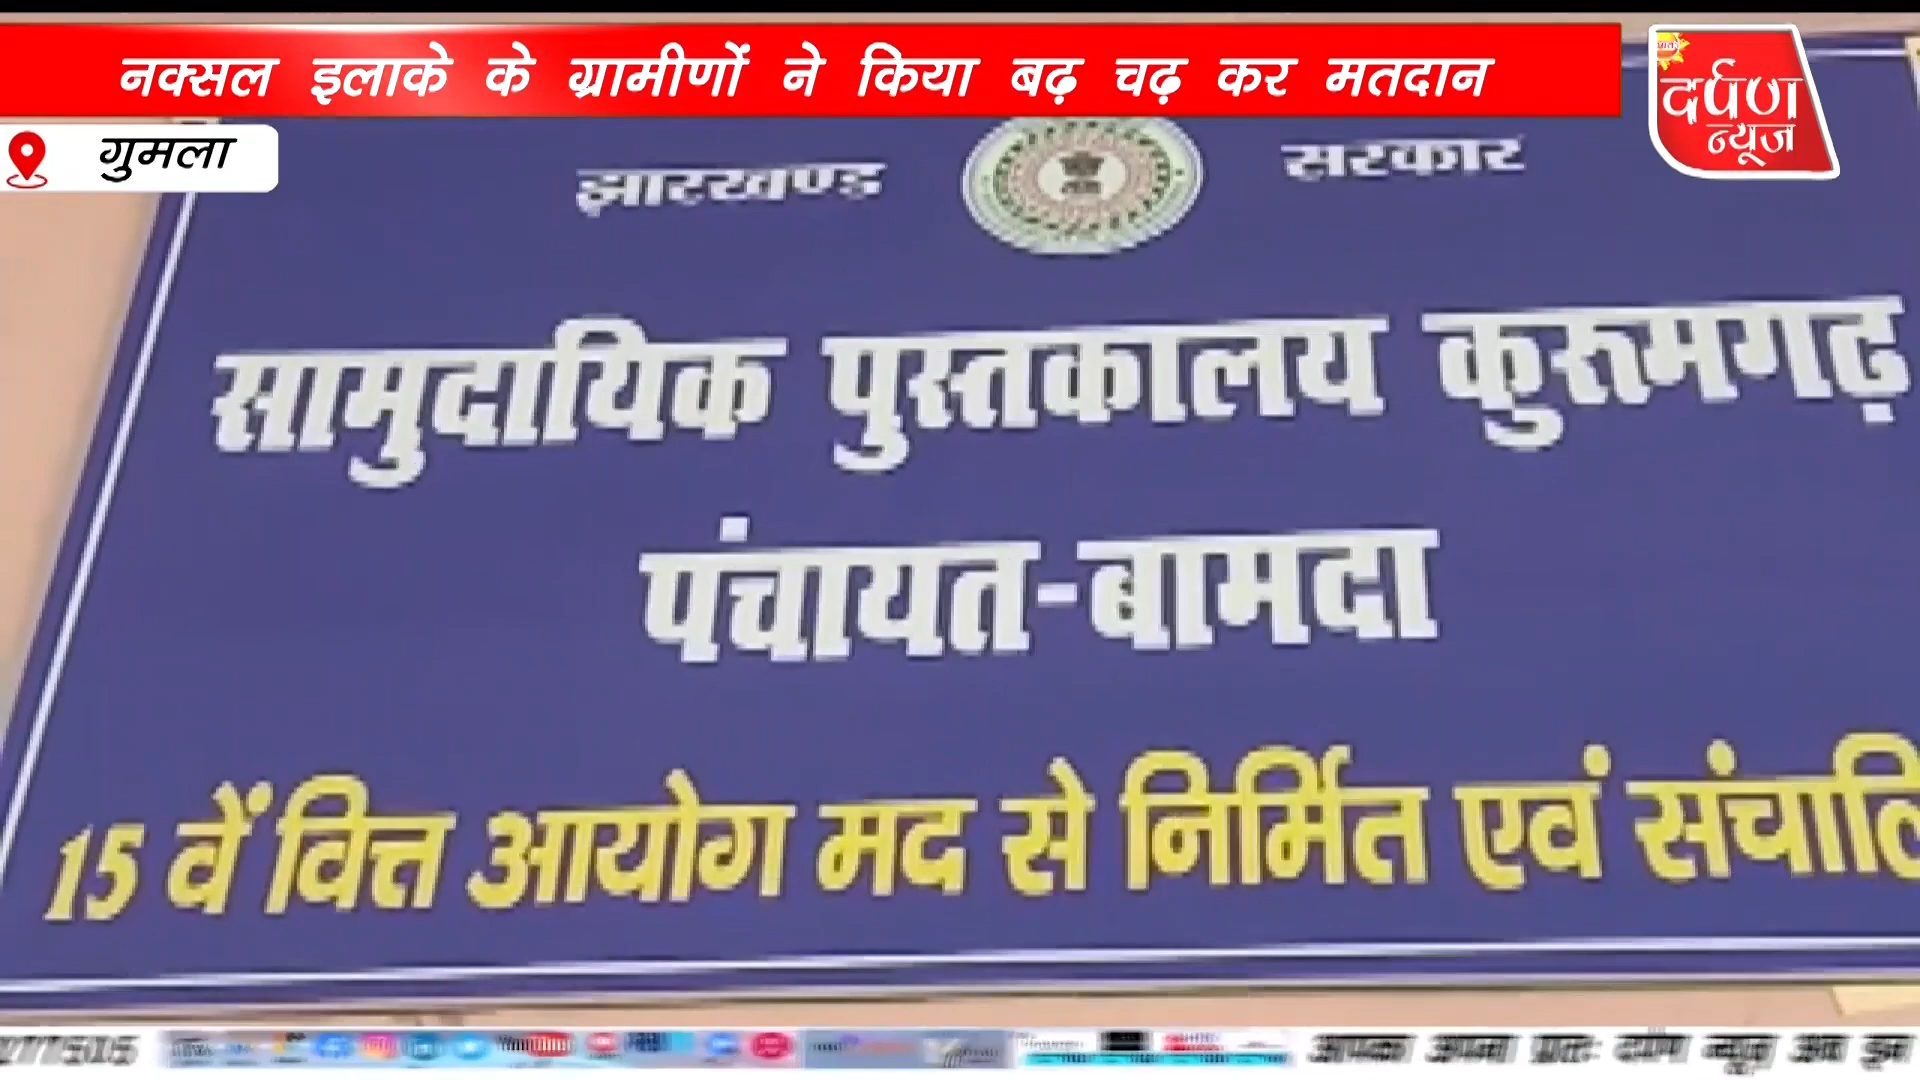 नक्सल इलाके के ग्रामीणों ने किया बढ़ चढ़ कर मतदान
दर्पण
न्यूज
गुमला
झारखण्ड सरकार
सामुदायिक पुस्तकालय कुरूमगढ़
पंचायत-बामदा
15 वें वित्त आयोग मद से निर्मित एवं संचालि